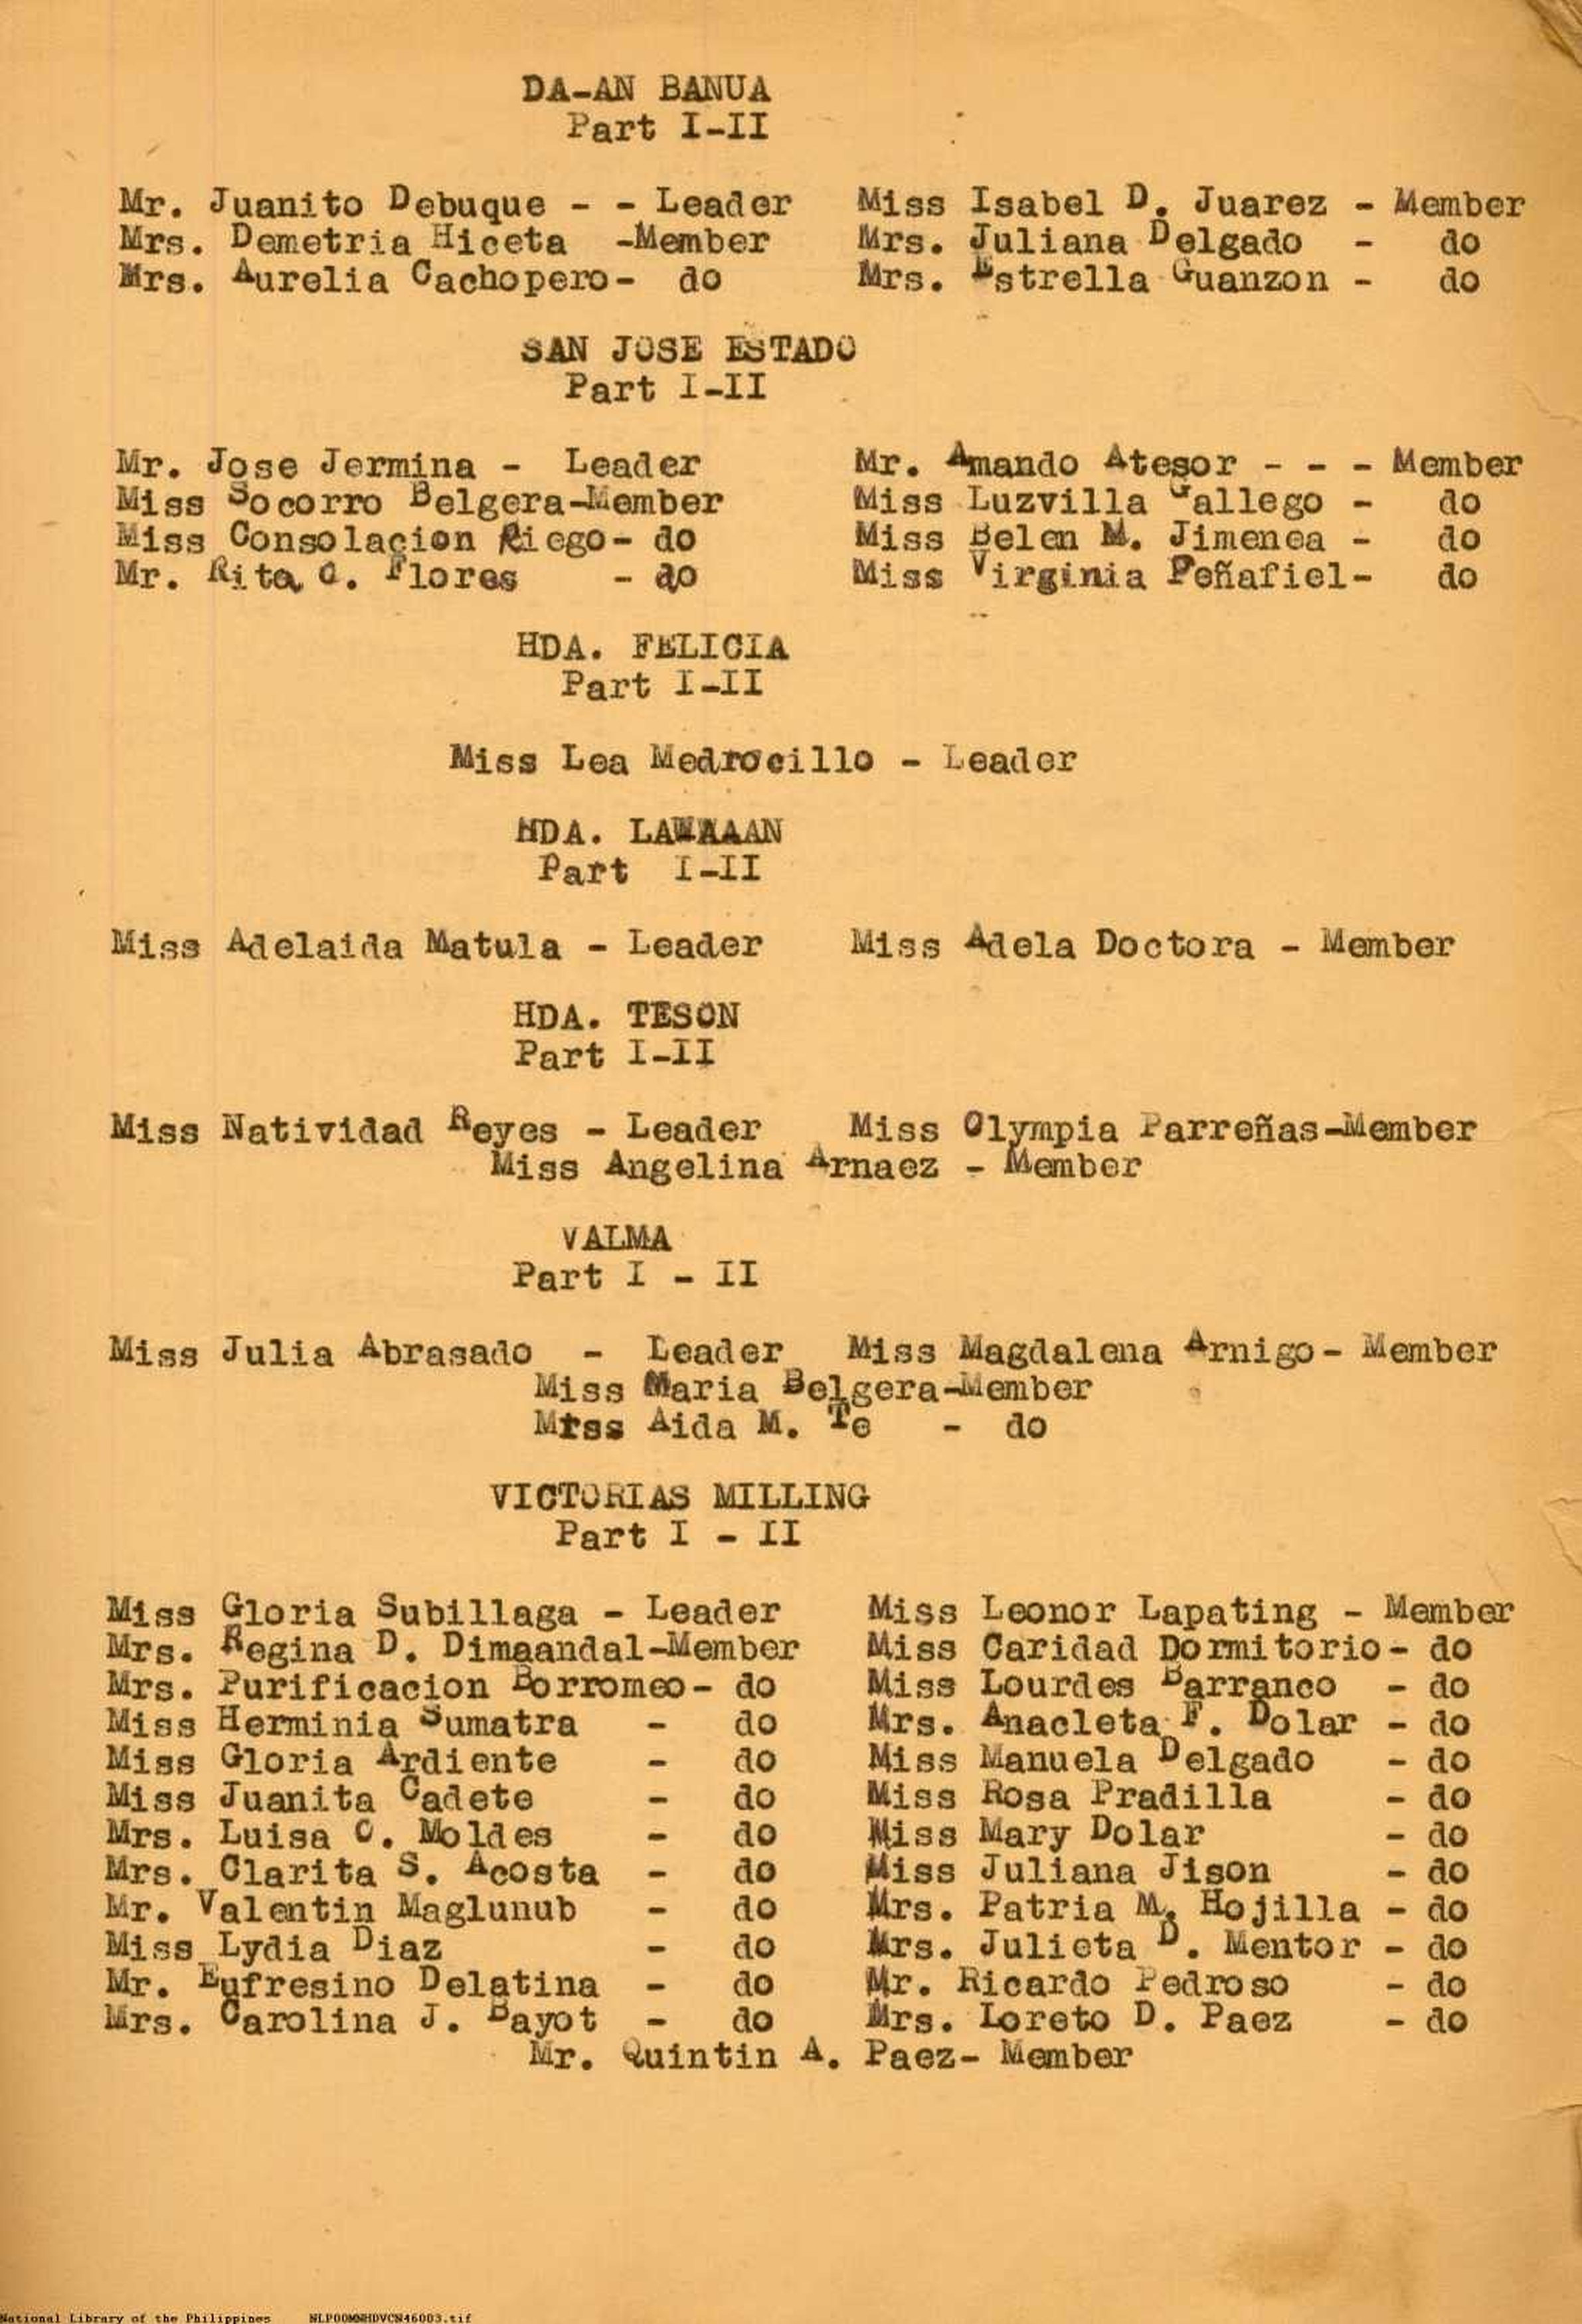 DA-AN BANUA
Part I-II
Mr. Juanito Debuque - - Leader Miss Isabel D. Juarez - Member
Mrs. Demetria Hiceta -Member Mrs. Juliana Delgado - do
Mrs. Aurelia Cachopero- do Mrs. Estrella Guanzon - do
SAN JOSE ESTADO
Part I-II
Mr. Jose Jermina - Leader Mr. Amando Atesor - - - Member
Miss Socorro Belgera-Member Miss Luzvilla Gallego - do
Miss Consolacion Riego- do Miss Belen M. Jimenea - do
Mr. Rita C. Flores - do Miss Virginia Peñafiel- do
HDA. FELICIA
Part I-II
Miss Lea Medrocillo - Leader
HDA. LAWAAAN
Part I-II
Miss Adelaida Matula - Leader Miss Adela Doctora - Member
HDA. TESON
Part I-II
Miss Natividad Reyes - Leader Miss Olympia Parreñas-Member
Miss Angelina Arnaez - Member
VALMA
Part I - II
Miss Julia Abrasado - Leader Miss Magdalena Arnigo- Member
Miss Maria Belgera-Member
Miss Aida M. Te - do
VICTORIAS MILLING
Part I - II
Miss Gloria Subillaga - Leader Miss Leonor Lapating - Member
Mrs. Regina D. Dimaandal-Member Miss Caridad Dormitorio- do
Mrs. Purificacion Borromeo- do Miss Lourdes Barranco - do
Miss Herminia Sumatra - do Mrs. Anacleta F. Dolar - do
Miss Gloria Ardiente - do Miss Manuela Delgado - do
Miss Juanita Cadete - do Miss Rosa Pradilla - do
Mrs. Luisa C. Moldes - do Miss Mary Dolar - do
Mrs. Clarita S. Acosta - do Miss Juliana Jison - do
Mr. Valentin Maglunub - do Mrs. Patria M. Hojilla - do
Miss Lydia Diaz - do Mrs. Julieta D. Mentor - do
Mr. Eufresino Delatina - do Mr. Ricardo Pedroso - do
Mrs. Carolina J. Bayot - do Mrs. Loreto D. Paez - do
Mr. Quintin A. Paez- Member
National Library of the Philippines NLP00MNHDVCN46003.tif